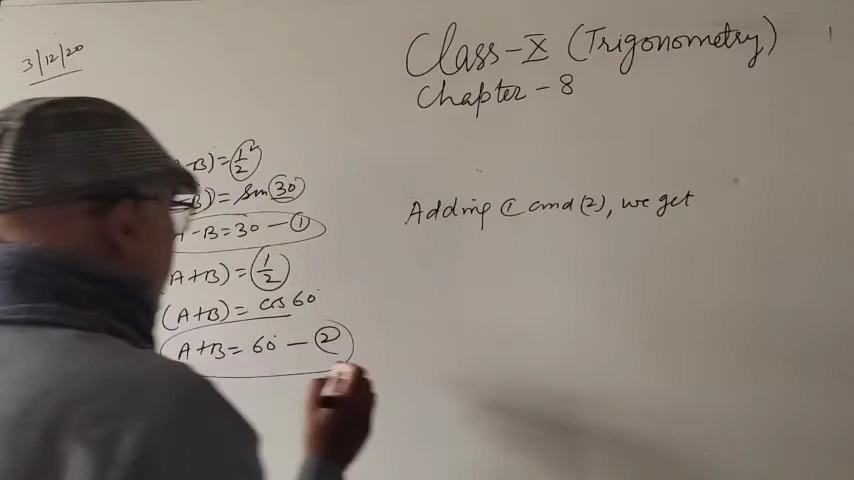 3/12/20
Class-X (Trigonometry)
Chapter - 8
-B) = 1/2
B) = sin 30
A-B = 30 — ①
A+B) = 1/2
(A+B) = cos 60°
A+B = 60° — ②
Adding ① and (2), we get